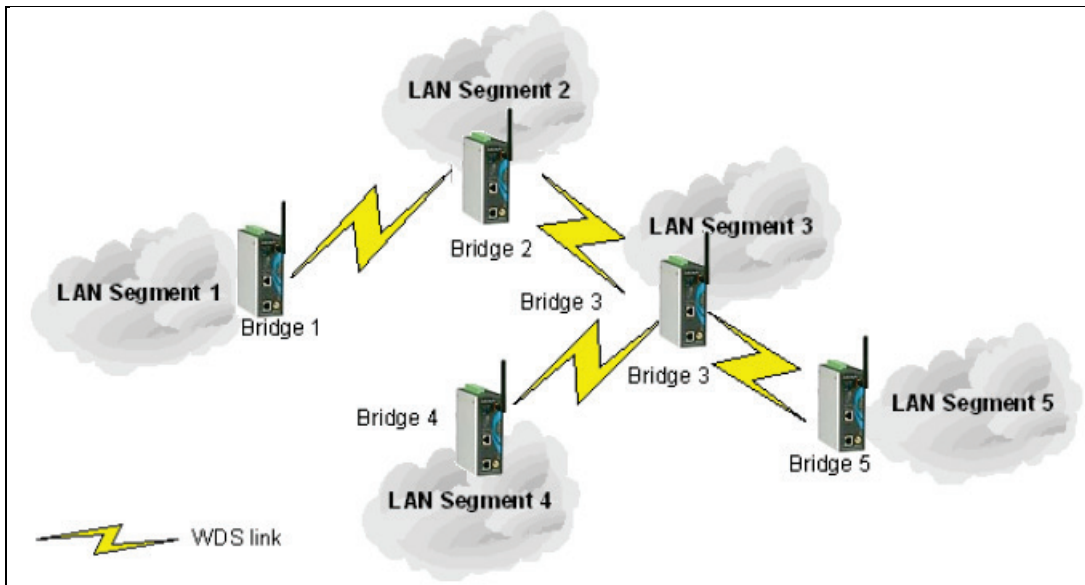 LAN Segment 2
Bridge 2
LAN Segment 3
LAN Segment 1
Bridge 1
Bridge 3
Bridge 3
Bridge 4
LAN Segment 5
Bridge 5
LAN Segment 4
WDS link